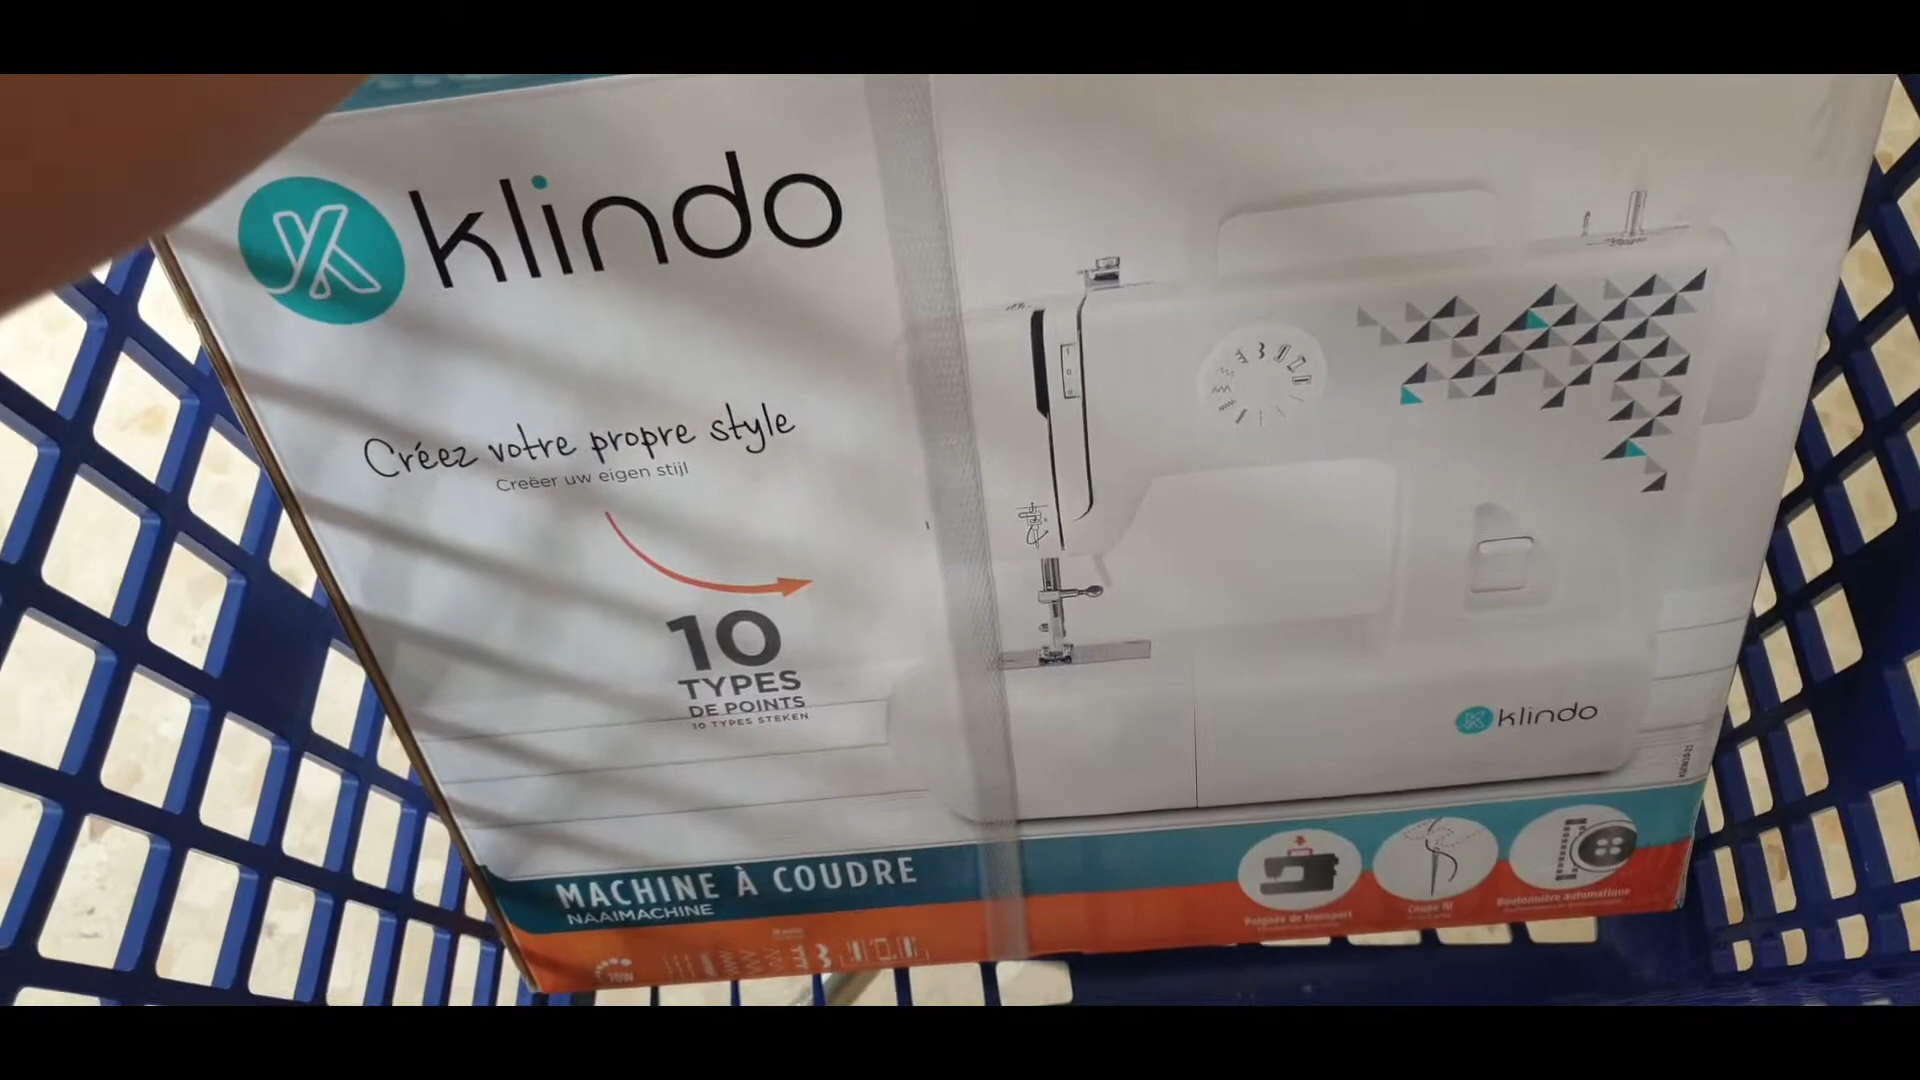 klindo
Créez votre propre style
Creëer uw eigen stijl
10
TYPES
DE POINTS
10 TYPES STEKEN
klindo
MACHINE À COUDRE
NAAIMACHINE
Poignée de transport
Coupe fil
Boutonnière automatique
70W